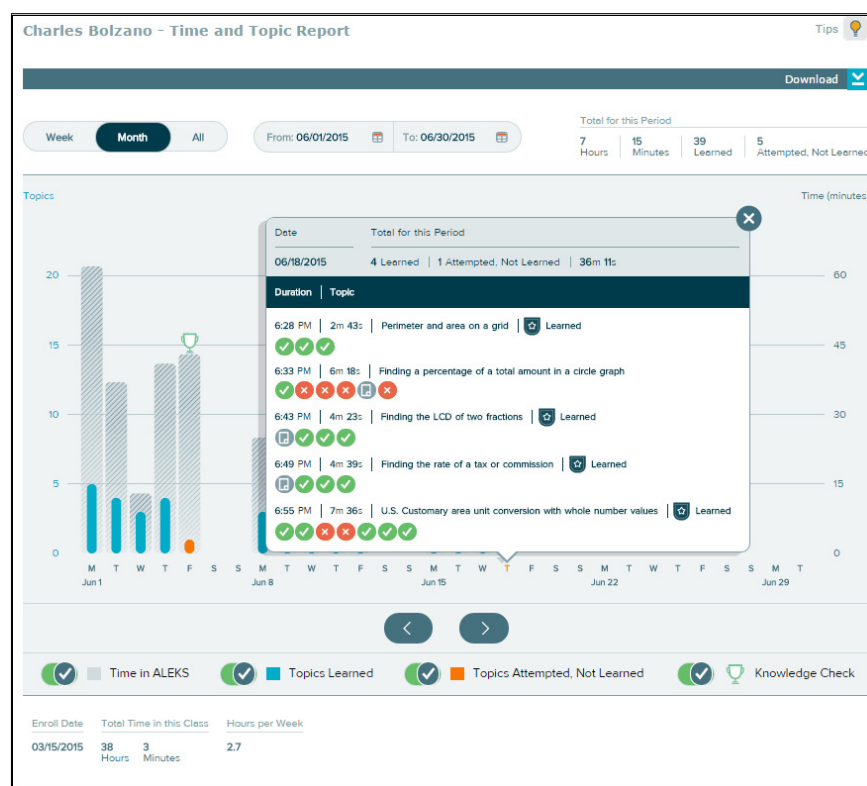 Charles Bolzano - Time and Topic Report
Tips
Download
Week Month All
From: 06/01/2015 To: 06/30/2015
Total for this Period
7 15 39 5
Hours Minutes Learned Attempted, Not Learned
Topics
Time (minutes
Date Total for this Period
06/18/2015 4 Learned | 1 Attempted, Not Learned | 36m 11s
Duration | Topic
6:28 PM | 2m 43s | Perimeter and area on a grid | Learned
6:33 PM | 6m 18s | Finding a percentage of a total amount in a circle graph
6:43 PM | 4m 23s | Finding the LCD of two fractions | Learned
6:49 PM | 4m 39s | Finding the rate of a tax or commission | Learned
6:55 PM | 7m 36s | U.S. Customary area unit conversion with whole number values | Learned
20 60
15 45
10 30
5 15
0 0
M T W T F S S M T W T F S S M T W T F S S M T W T F S S M T
Jun 1 Jun 8 Jun 15 Jun 22 Jun 29
Time in ALEKS Topics Learned Topics Attempted, Not Learned Knowledge Check
Enroll Date Total Time in this Class Hours per Week
03/15/2015 38 3 2.7
Hours Minutes